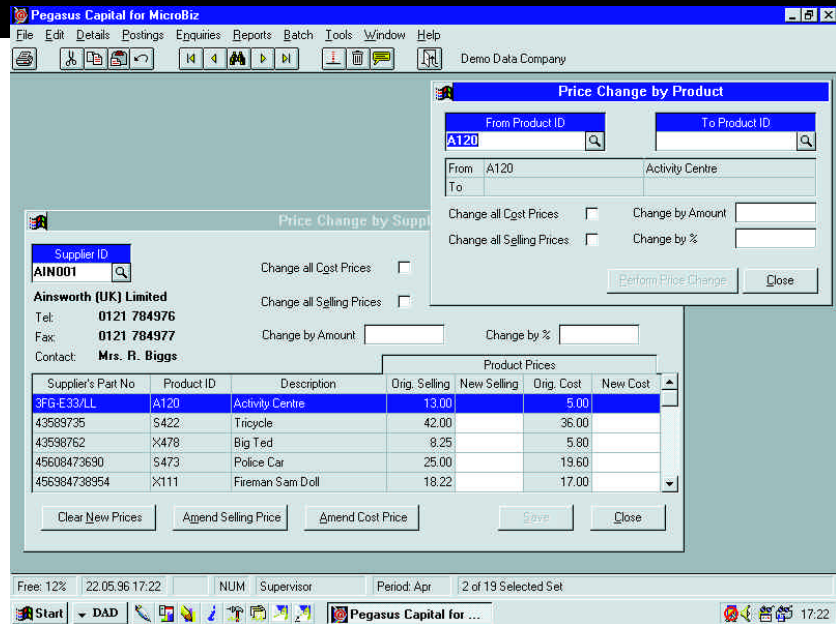 Pegasus Capital for MicroBiz
File Edit Details Postings Enquiries Reports Batch Tools Window Help
Demo Data Company
Price Change by Product
From Product ID To Product ID
A120
From A120 Activity Centre
To
Change all Cost Prices Change by Amount
Change all Selling Prices Change by %
Perform Price Change Close
Price Change by Suppl
Supplier ID
AIN001
Change all Cost Prices
Ainsworth (UK) Limited
Change all Selling Prices
Tel: 0121 784976
Fax: 0121 784977
Change by Amount Change by %
Contact: Mrs. R. Biggs
Product Prices
Supplier's Part No Product ID Description Orig. Selling New Selling Orig. Cost New Cost
3FG-E33/LL A120 Activity Centre 13.00 5.00
43589735 S422 Tricycle 42.00 36.00
43598762 X478 Big Ted 8.25 5.80
45608473690 S473 Police Car 25.00 19.60
456984738954 X111 Fireman Sam Doll 18.22 17.00
Clear New Prices Amend Selling Price Amend Cost Price Save Close
Free: 12% 22.05.96 17:22 NUM Supervisor Period: Apr 2 of 19 Selected Set
Start DAD Pegasus Capital for ... 17:22